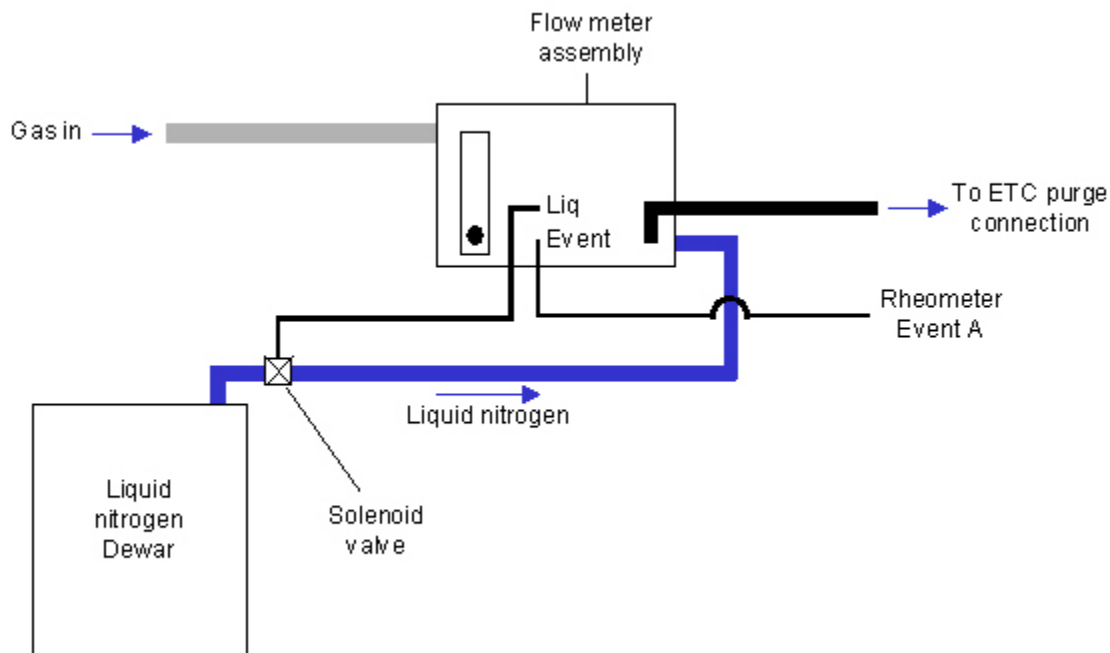 Flow meter
assembly
Gas in
Liq
Event
To ETC purge
connection
Rheometer
Event A
Liquid nitrogen
Liquid
nitrogen
Dewar
Solenoid
valve